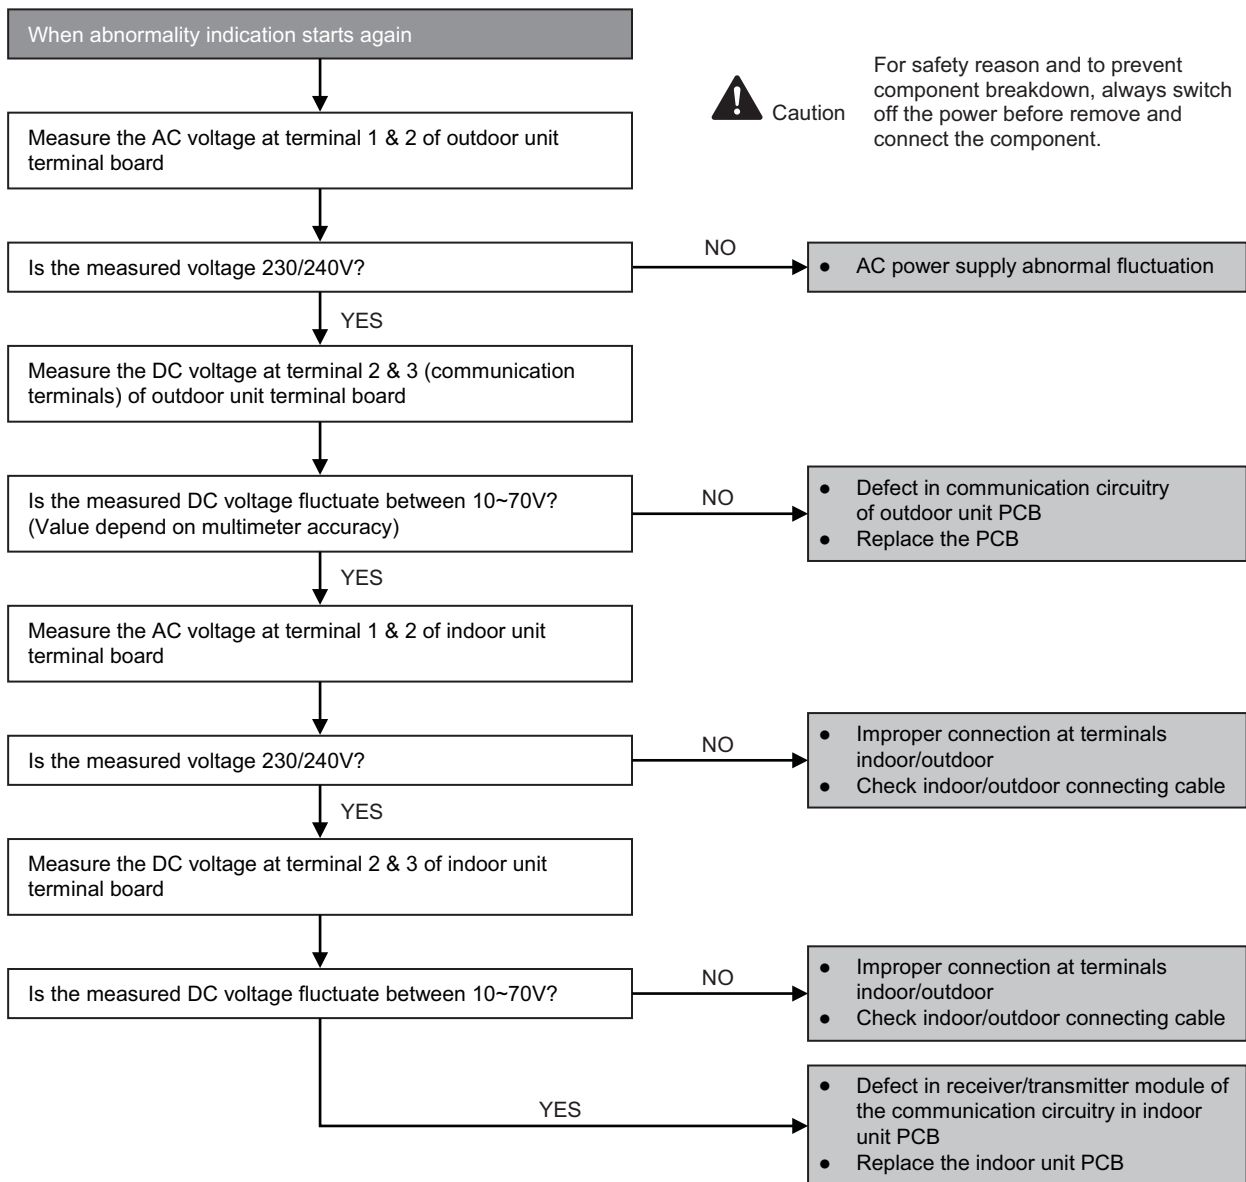 When abnormality indication starts again
Caution
For safety reason and to prevent
component breakdown, always switch
off the power before remove and
connect the component.
Measure the AC voltage at terminal 1 & 2 of outdoor unit
terminal board
Is the measured voltage 230/240V?
NO
● AC power supply abnormal fluctuation
YES
Measure the DC voltage at terminal 2 & 3 (communication
terminals) of outdoor unit terminal board
Is the measured DC voltage fluctuate between 10~70V?
(Value depend on multimeter accuracy)
NO
● Defect in communication circuitry
of outdoor unit PCB
● Replace the PCB
YES
Measure the AC voltage at terminal 1 & 2 of indoor unit
terminal board
Is the measured voltage 230/240V?
NO
● Improper connection at terminals
indoor/outdoor
● Check indoor/outdoor connecting cable
YES
Measure the DC voltage at terminal 2 & 3 of indoor unit
terminal board
Is the measured DC voltage fluctuate between 10~70V?
NO
● Improper connection at terminals
indoor/outdoor
● Check indoor/outdoor connecting cable
YES
● Defect in receiver/transmitter module of
the communication circuitry in indoor
unit PCB
● Replace the indoor unit PCB